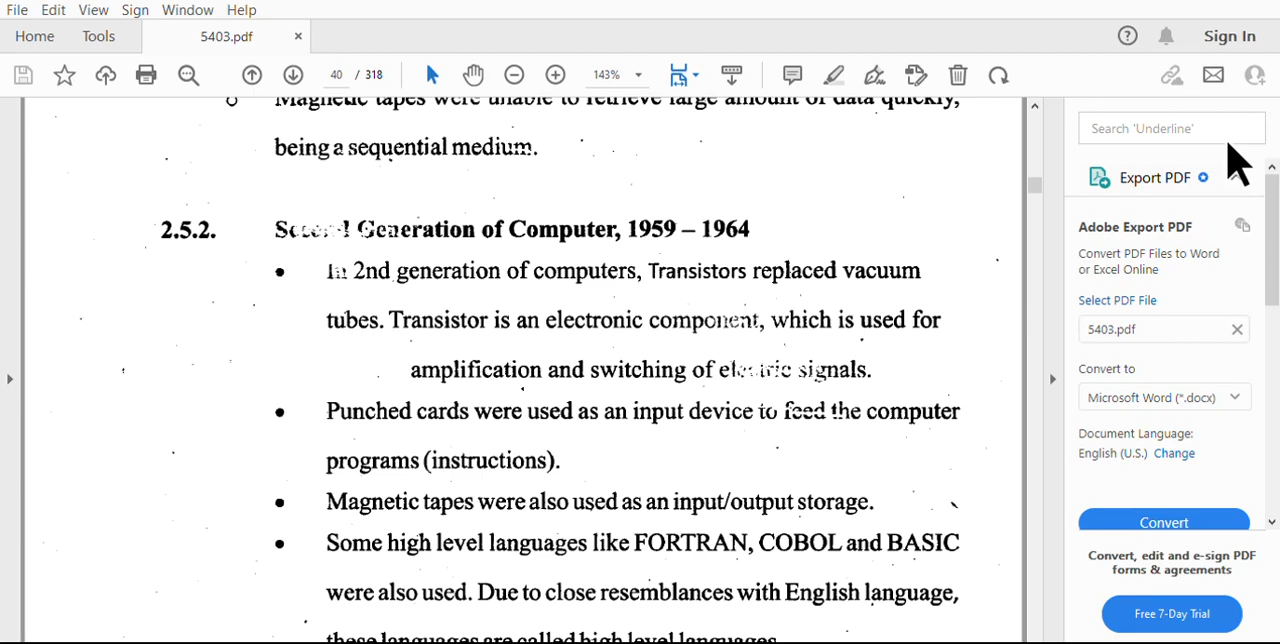 File Edit View Sign Window Help
Home Tools 5403.pdf × Sign In
40 / 318 143%
Magnetic tapes were unable to retrieve large amount of data quickly,
being a sequential medium.
2.5.2. Second Generation of Computer, 1959 – 1964
• In 2nd generation of computers, Transistors replaced vacuum
tubes. Transistor is an electronic component, which is used for
amplification and switching of electric signals.
• Punched cards were used as an input device to feed the computer
programs (instructions).
• Magnetic tapes were also used as an input/output storage.
• Some high level languages like FORTRAN, COBOL and BASIC
were also used. Due to close resemblances with English language,
these languages are called high level languages.
Search 'Underline'
Export PDF
Adobe Export PDF
Convert PDF Files to Word
or Excel Online
Select PDF File
5403.pdf
Convert to
Microsoft Word (*.docx)
Document Language:
English (U.S.) Change
Convert
Convert, edit and e-sign PDF
forms & agreements
Free 7-Day Trial